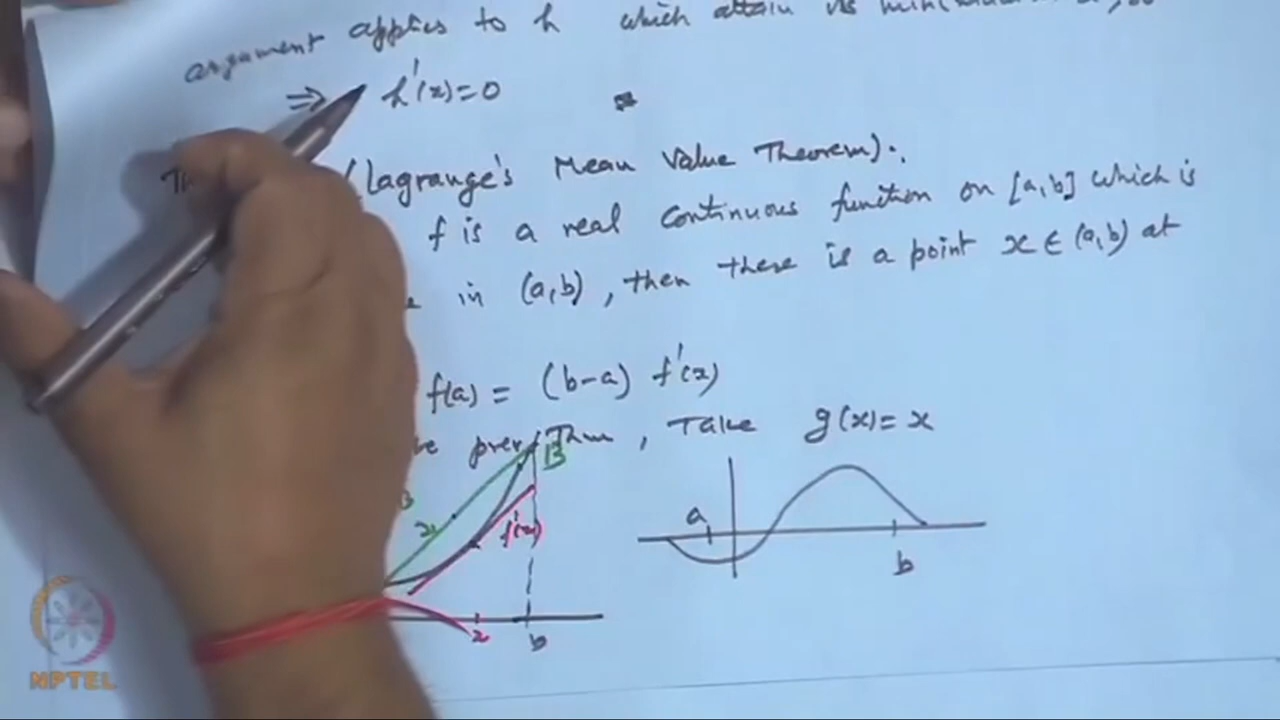 argument applies to h which attain its
⇒ h'(x)=0
(Lagrange's Mean Value Theorem).
f is a real continuous function on [a,b] which is
in (a,b), then there is a point x ∈ (a,b) at
f(a) = (b-a) f'(x)
prev Thm, Take g(x)= x
B
f'(x)
a
b
x
b
NPTEL